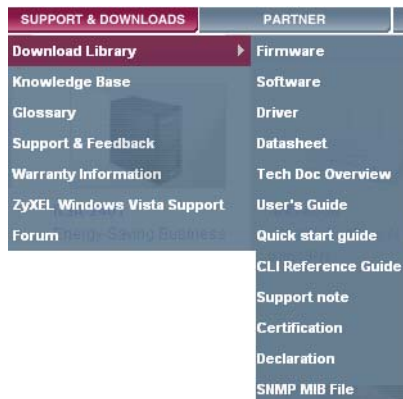 SUPPORT & DOWNLOADS
PARTNER
Download Library
Knowledge Base
Glossary
Support & Feedback
Warranty Information
ZyXEL Windows Vista Support
Forum
Firmware
Software
Driver
Datasheet
Tech Doc Overview
User's Guide
Quick start guide
CLI Reference Guide
Support note
Certification
Declaration
SNMP MIB File